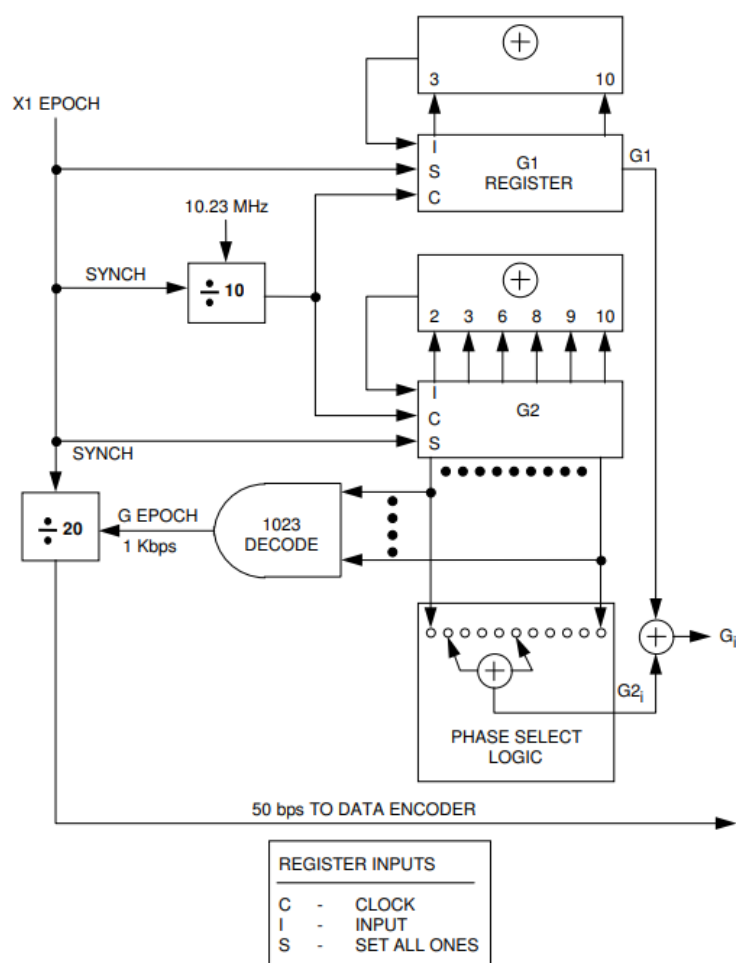 3 10
X1 EPOCH
I
S
C
G1
REGISTER
G1
10.23 MHz
SYNCH
÷ 10
2 3 6 8 9 10
I
C
S
G2
SYNCH
÷ 20
G EPOCH
1 Kbps
1023
DECODE
Gi
G2i
PHASE SELECT
LOGIC
50 bps TO DATA ENCODER
REGISTER INPUTS
C - CLOCK
I - INPUT
S - SET ALL ONES